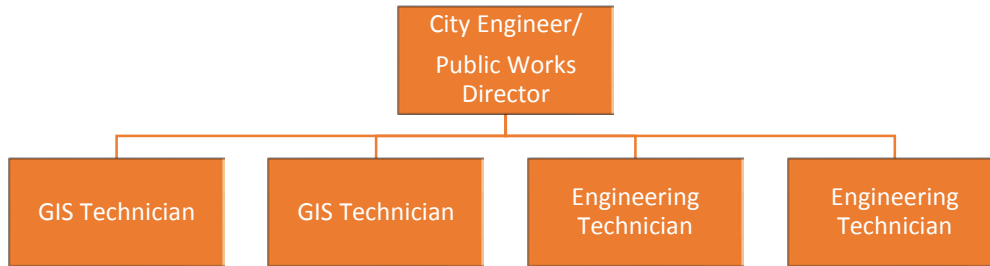 City Engineer/
Public Works
Director
GIS Technician
GIS Technician
Engineering
Technician
Engineering
Technician